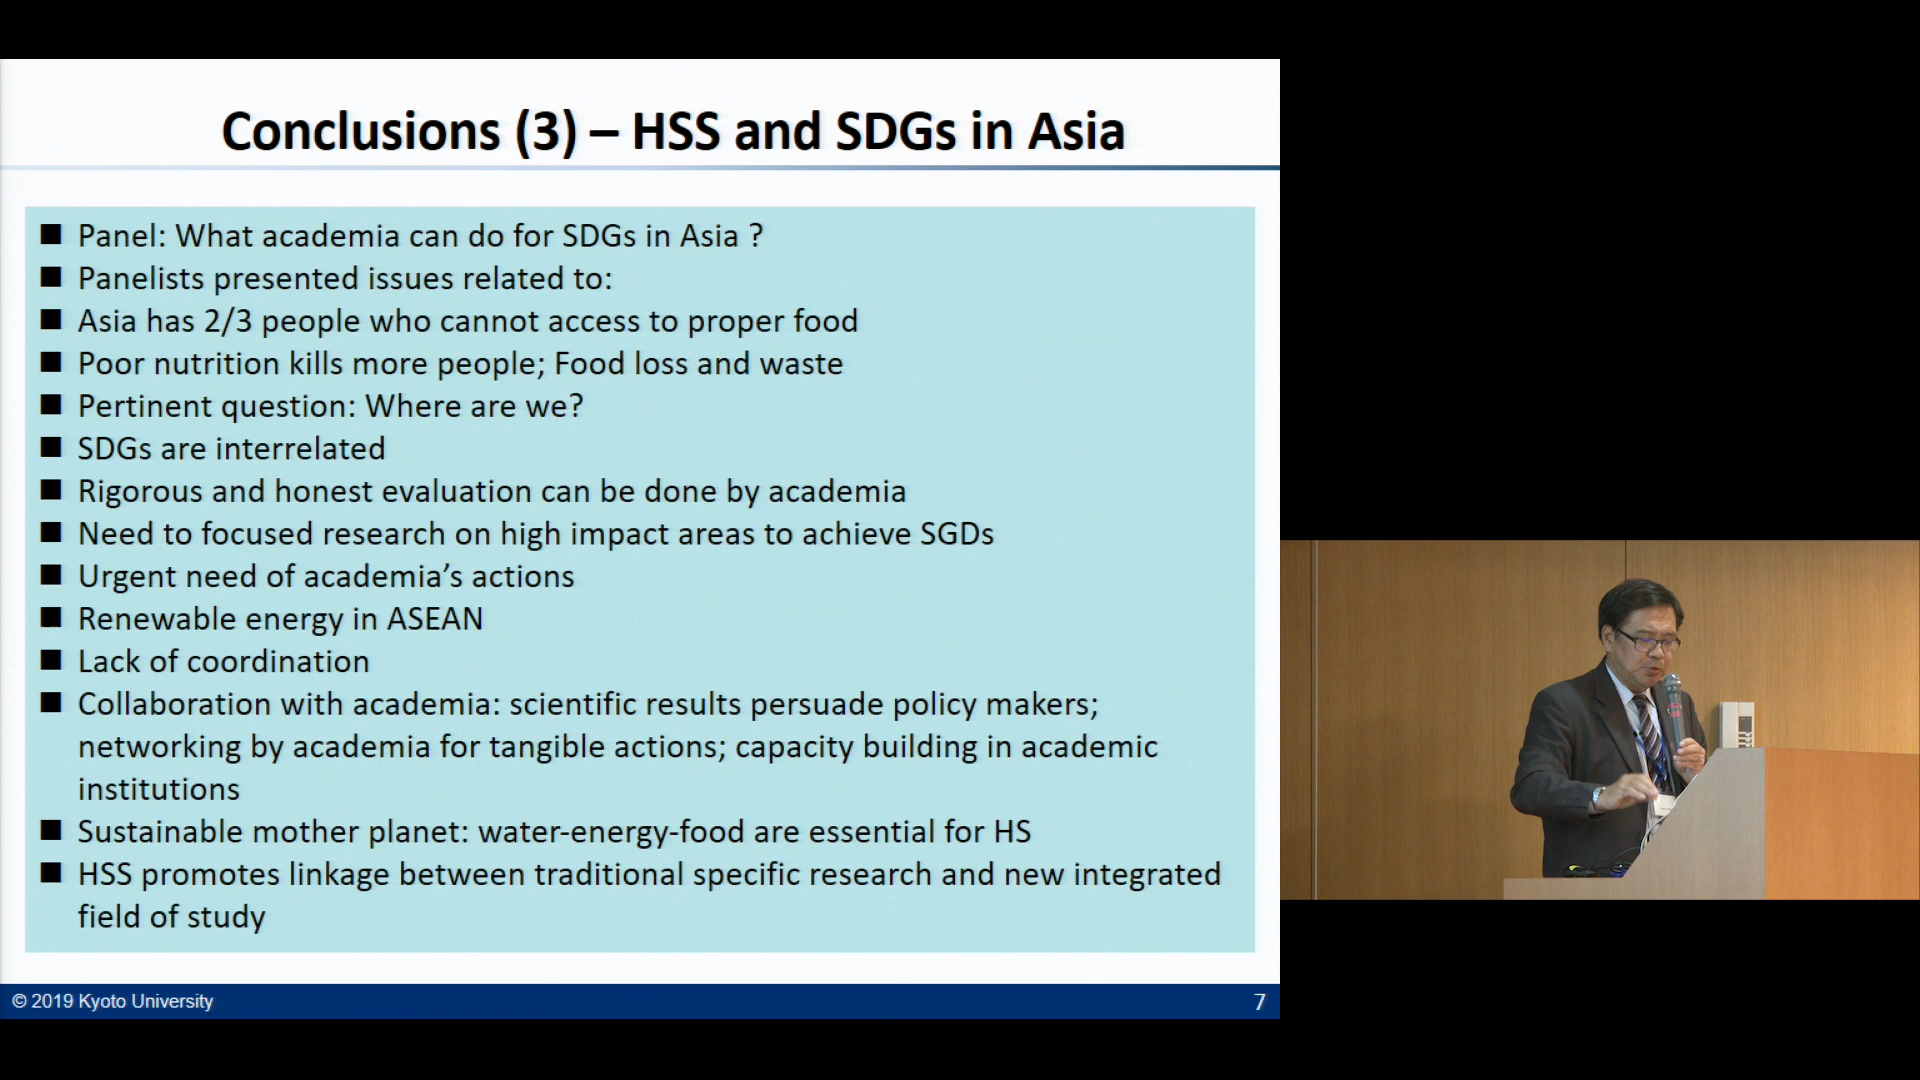 Conclusions (3) – HSS and SDGs in Asia
■ Panel: What academia can do for SDGs in Asia ?
■ Panelists presented issues related to:
■ Asia has 2/3 people who cannot access to proper food
■ Poor nutrition kills more people; Food loss and waste
■ Pertinent question: Where are we?
■ SDGs are interrelated
■ Rigorous and honest evaluation can be done by academia
■ Need to focused research on high impact areas to achieve SGDs
■ Urgent need of academia’s actions
■ Renewable energy in ASEAN
■ Lack of coordination
■ Collaboration with academia: scientific results persuade policy makers;
networking by academia for tangible actions; capacity building in academic
institutions
■ Sustainable mother planet: water-energy-food are essential for HS
■ HSS promotes linkage between traditional specific research and new integrated
field of study
© 2019 Kyoto University
7